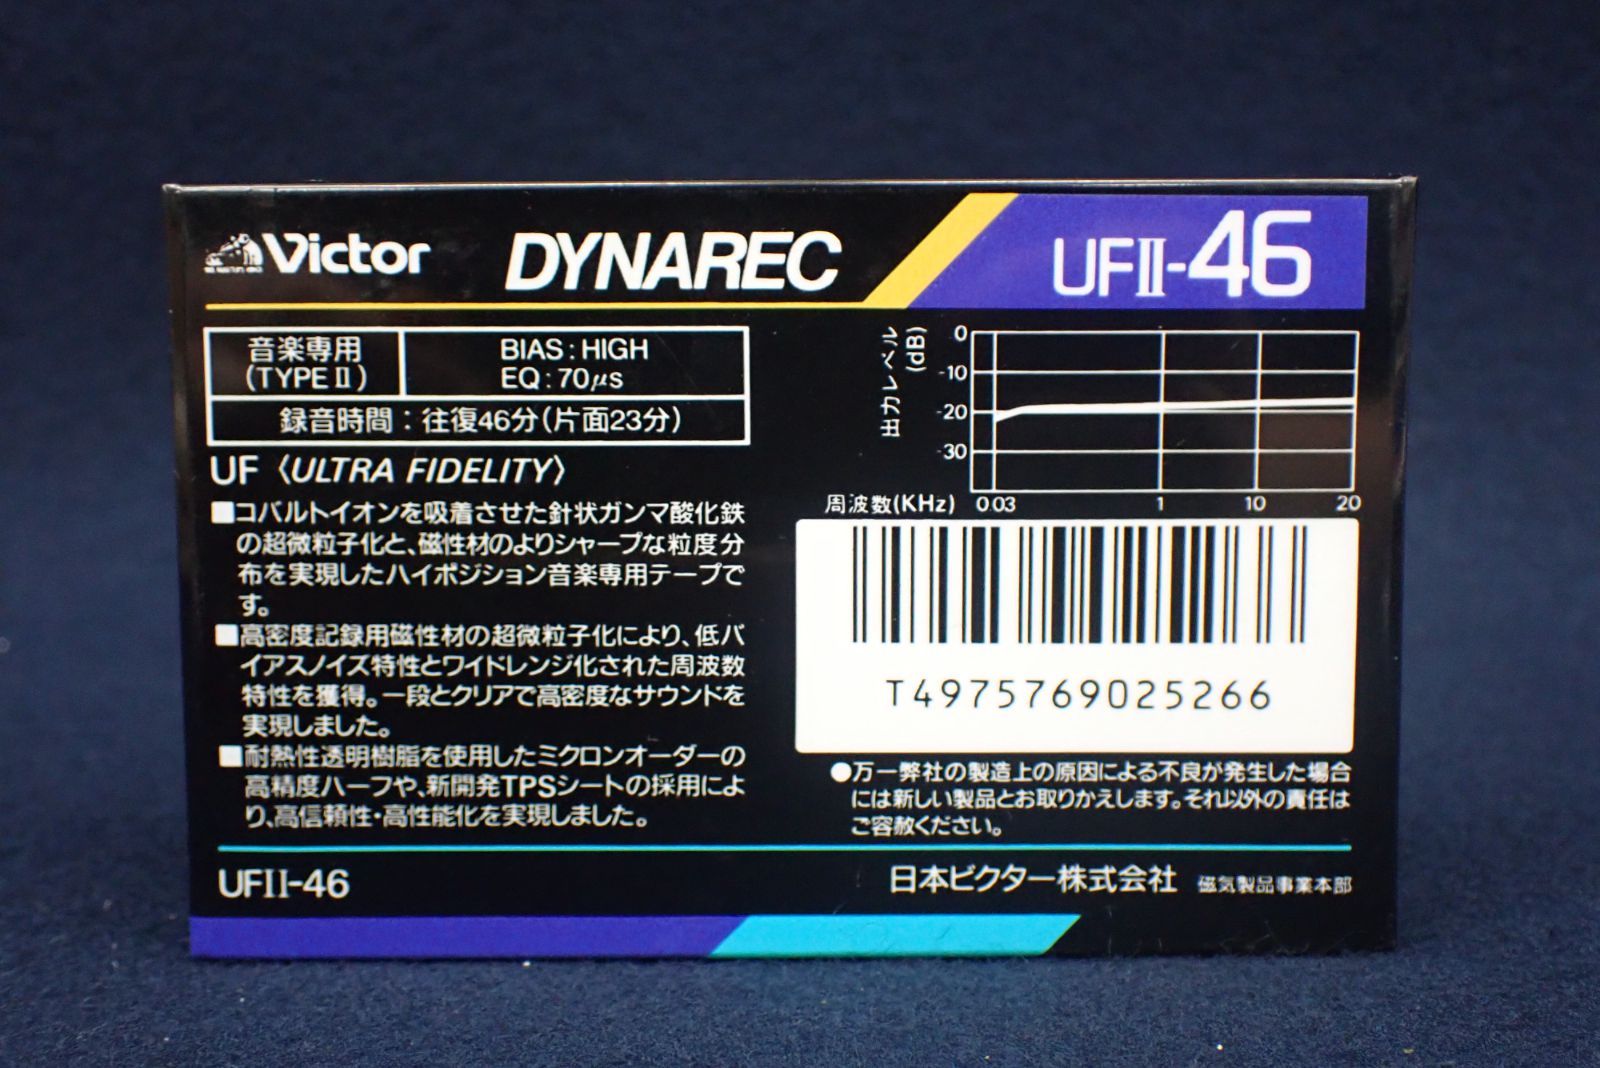 Victor
DYNAREC
UFⅡ-46
音楽専用
(TYPEⅡ)
BIAS:HIGH
EQ:70μs
録音時間:往復46分(片面23分)
UF〈ULTRA FIDELITY〉
■コバルトイオンを吸着させた針状ガンマ酸化鉄
の超微粒子化と、磁性材のよりシャープな粒度分
布を実現したハイポジション音楽専用テープで
す。
■高密度記録用磁性材の超微粒子化により、低バ
イアスノイズ特性とワイドレンジ化された周波数
特性を獲得。一段とクリアで高密度なサウンドを
実現しました。
■耐熱性透明樹脂を使用したミクロンオーダーの
高精度ハーフや、新開発TPSシートの採用によ
り、高信頼性・高性能化を実現しました。
出力レベル
(dB)
0
-10
-20
-30
周波数(KHz) 0.03 1 10 20
T4975769025266
●万一弊社の製造上の原因による不良が発生した場合
には新しい製品とお取りかえします。それ以外の責任は
ご容赦ください。
UFII-46
日本ビクター株式会社 磁気製品事業本部